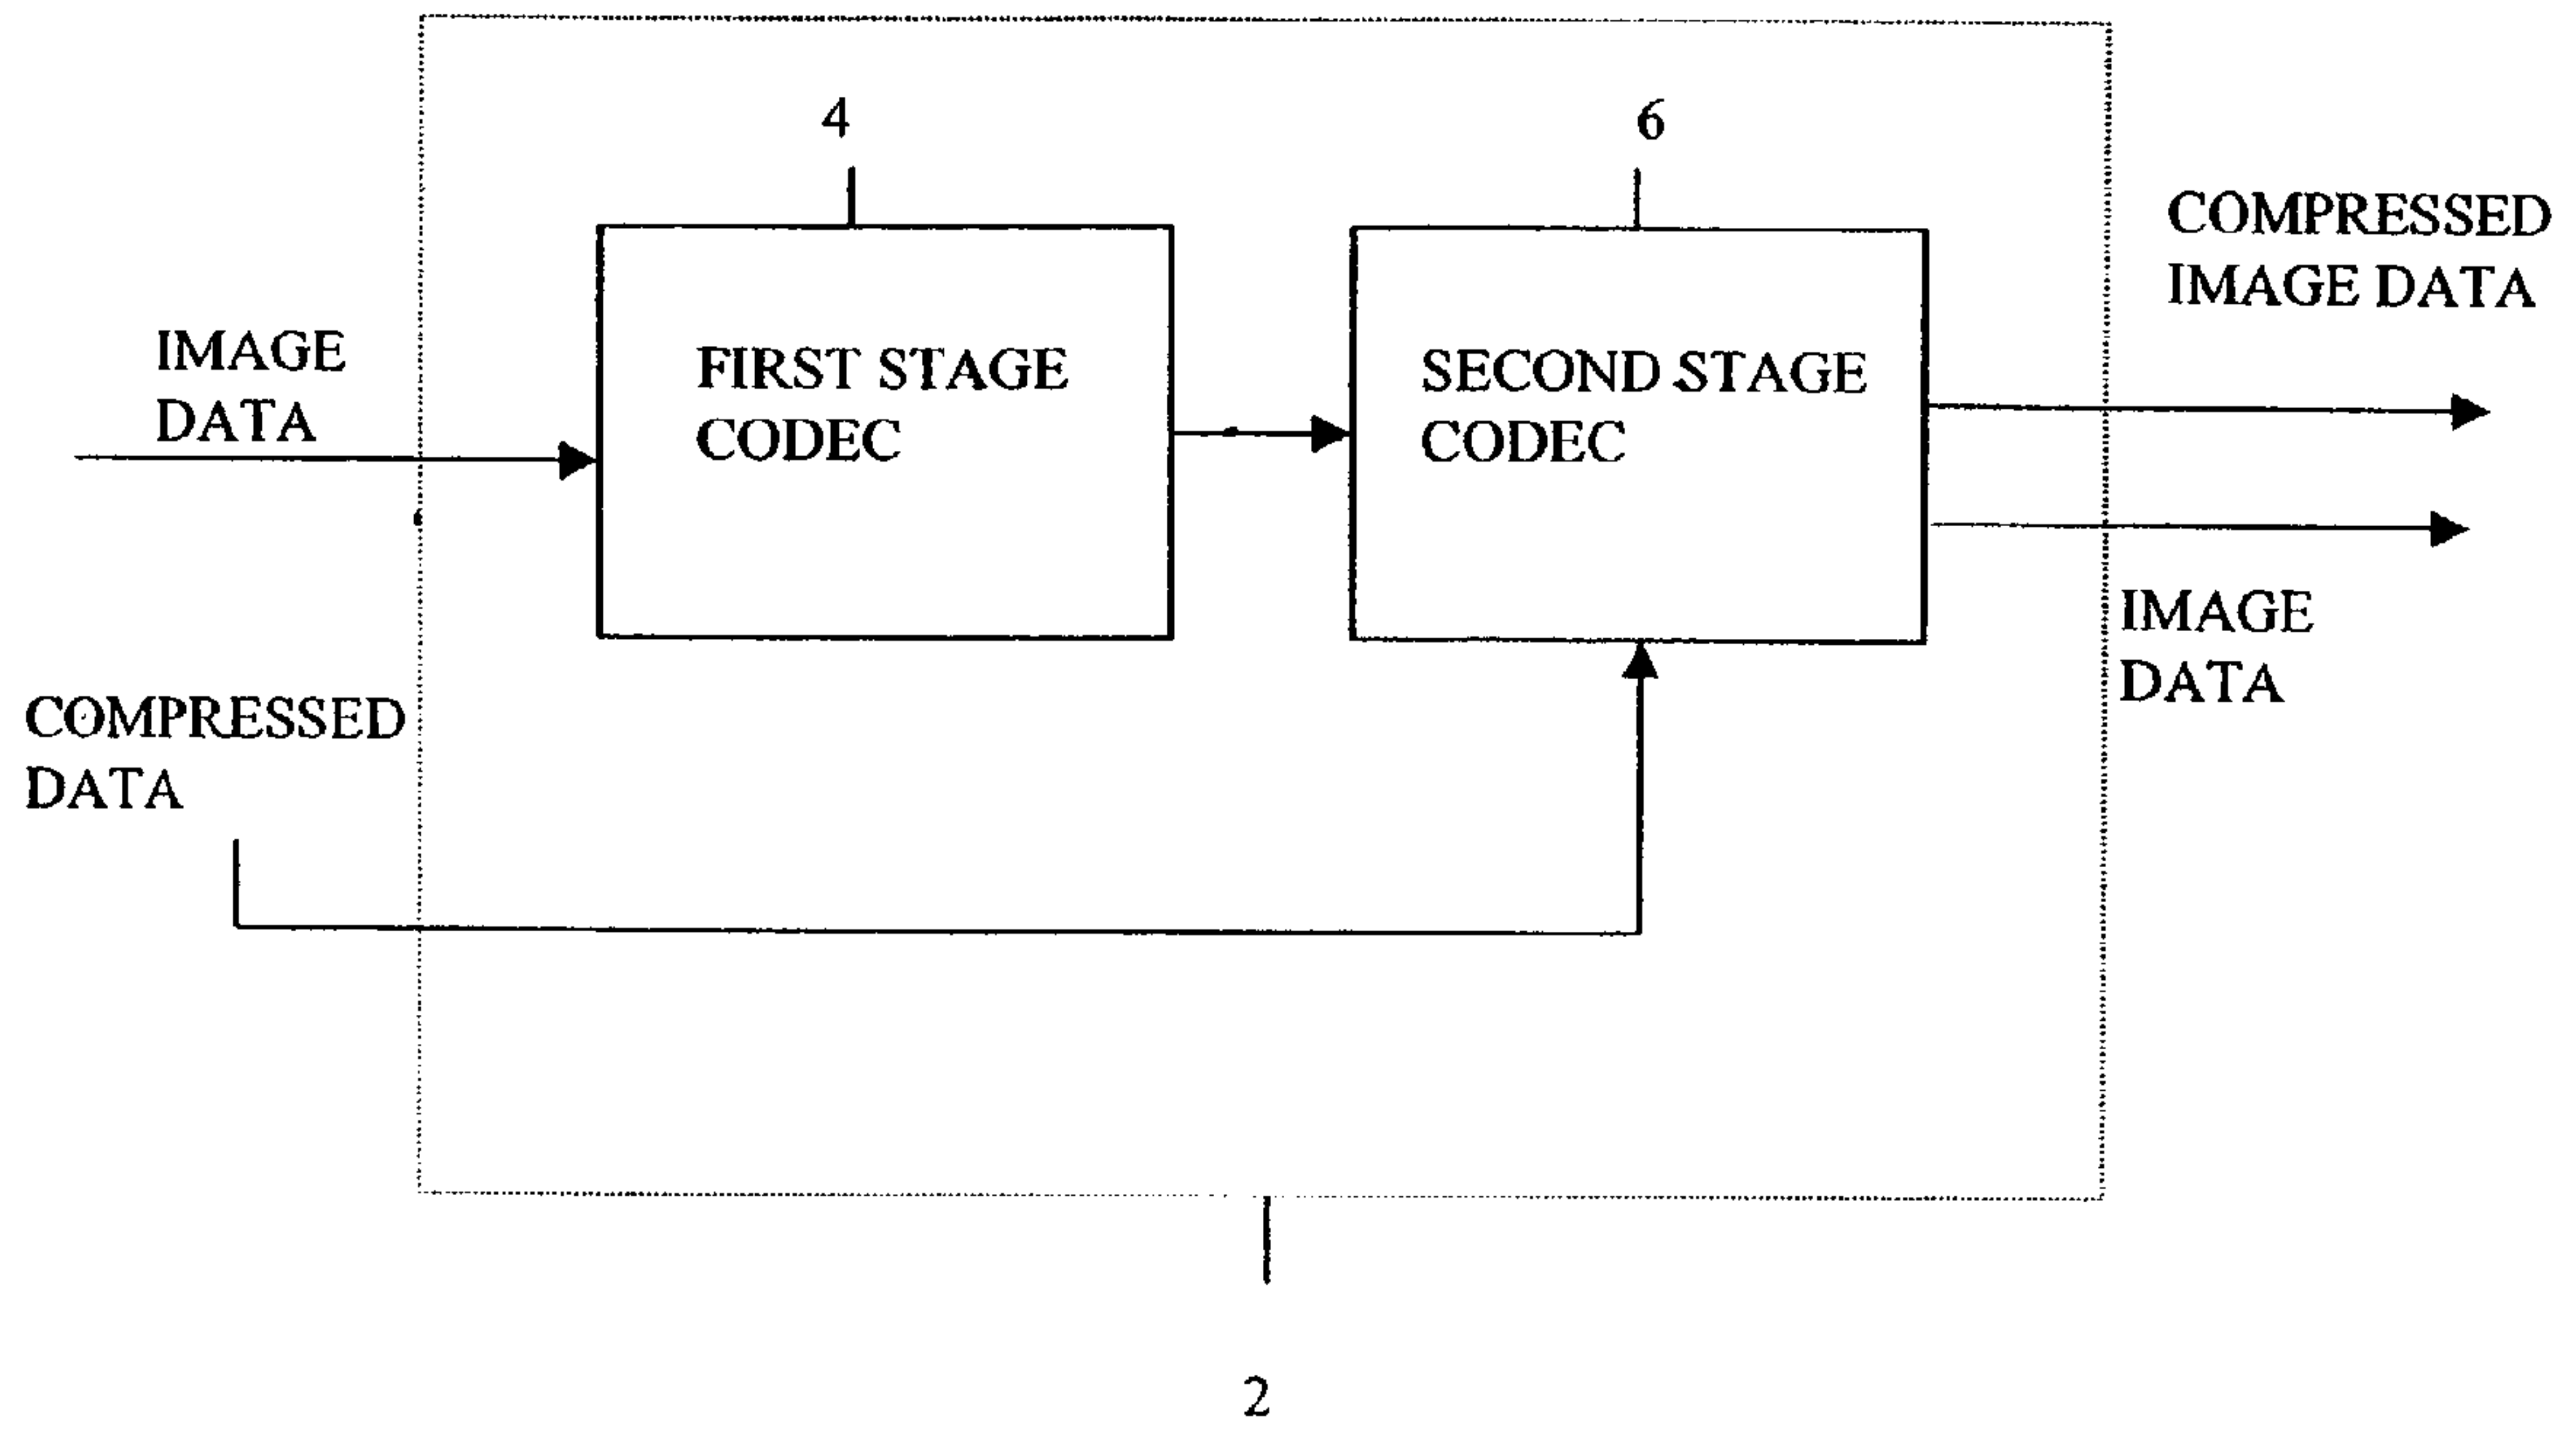 4
6
COMPRESSED
IMAGE DATA
IMAGE
DATA
FIRST STAGE
CODEC
SECOND STAGE
CODEC
IMAGE
DATA
COMPRESSED
DATA
2